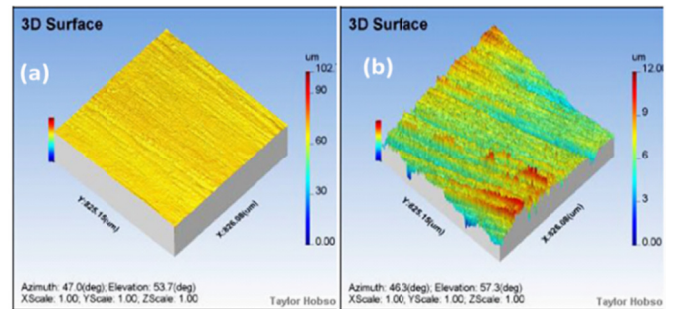 3D Surface
(a)
um
102.
90
60
30
0.00
Y:825.15(um)
X:826.08(um)
Azimuth: 47.0(deg); Elevation: 53.7(deg)
XScale: 1.00; YScale: 1.00; ZScale: 1.00
Taylor Hobso
3D Surlace
(b)
um
12.00
9
6
3
0.00
Y:825.15(um)
X:826.08(um)
Azimuth: 463(deg); Elevation: 57.3(deg)
XScale: 1.00; YScale: 1.00; ZScale: 1.00
Taylor Hobso